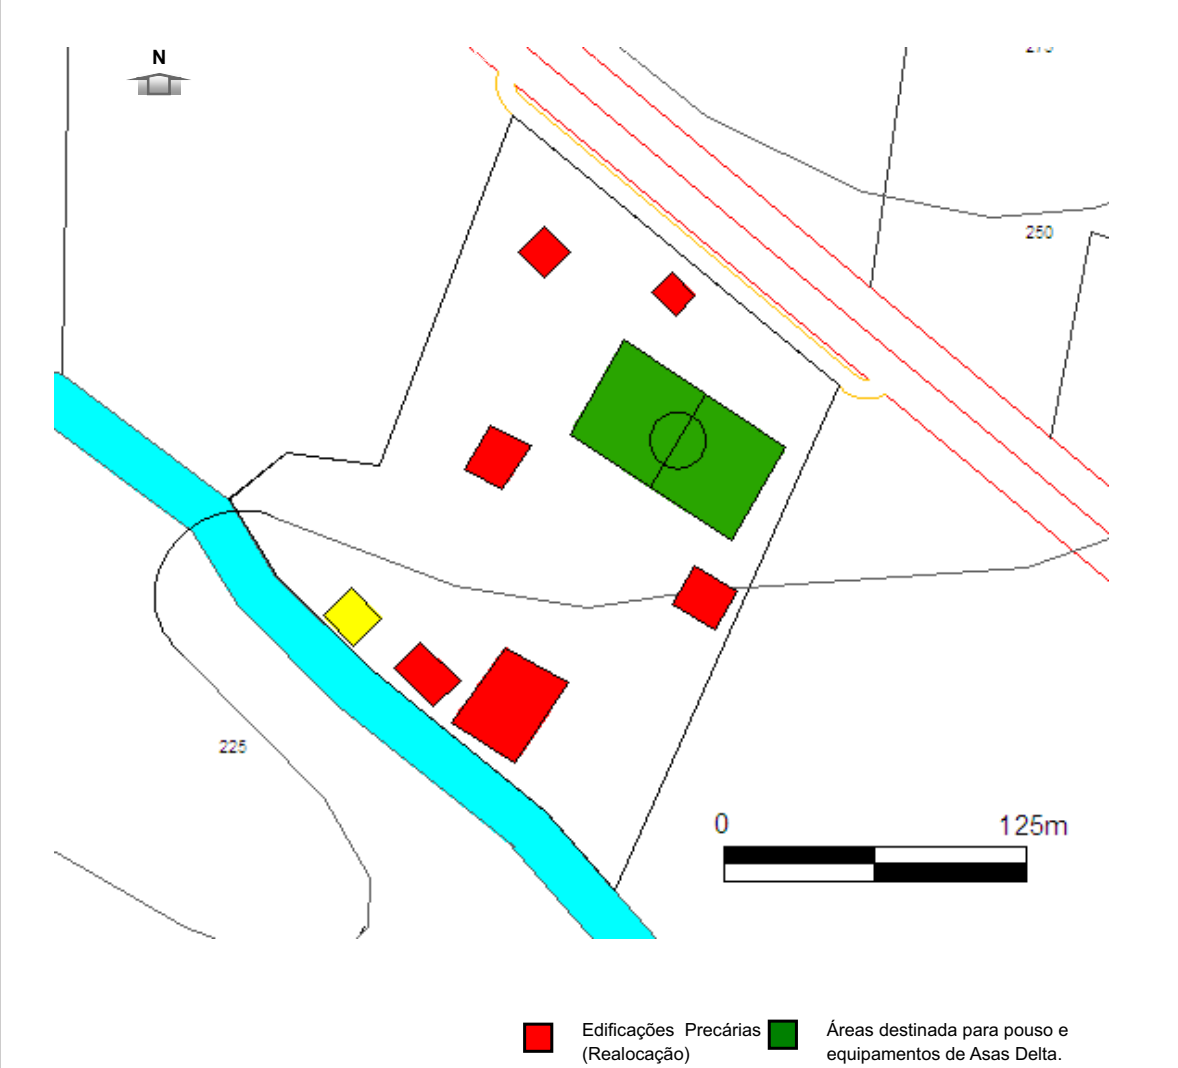 N
250
225
0 125m
Edificações Precárias
(Realocação)
Áreas destinada para pouso e
equipamentos de Asas Delta.